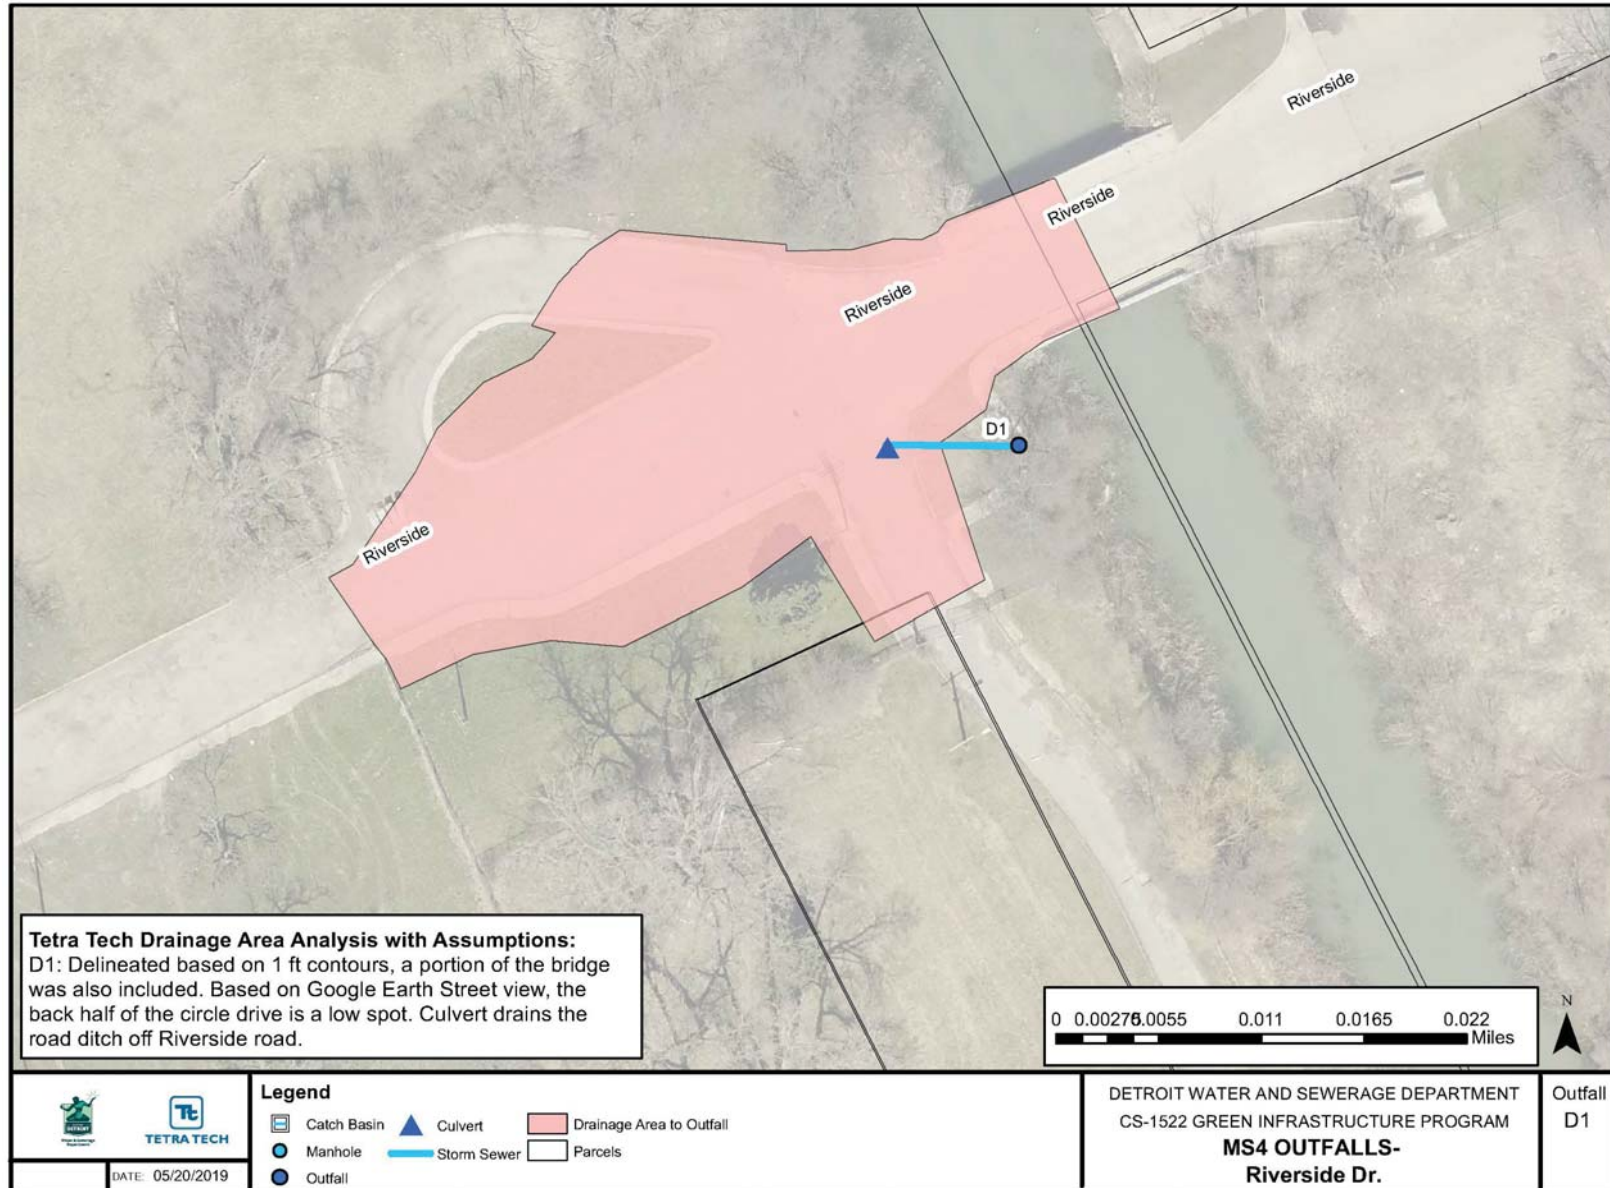 Riverside
Riverside
Riverside
D1
Riverside
Tetra Tech Drainage Area Analysis with Assumptions:
D1: Delineated based on 1 ft contours, a portion of the bridge
was also included. Based on Google Earth Street view, the
back half of the circle drive is a low spot. Culvert drains the
road ditch off Riverside road.
0 0.00275 0.0055 0.011 0.0165 0.022
Miles
N
DETROIT
TETRA TECH
DATE: 05/20/2019
Legend
Catch Basin
Manhole
Outfall
Culvert
Storm Sewer
Drainage Area to Outfall
Parcels
DETROIT WATER AND SEWERAGE DEPARTMENT
CS-1522 GREEN INFRASTRUCTURE PROGRAM
MS4 OUTFALLS-
Riverside Dr.
Outfall
D1